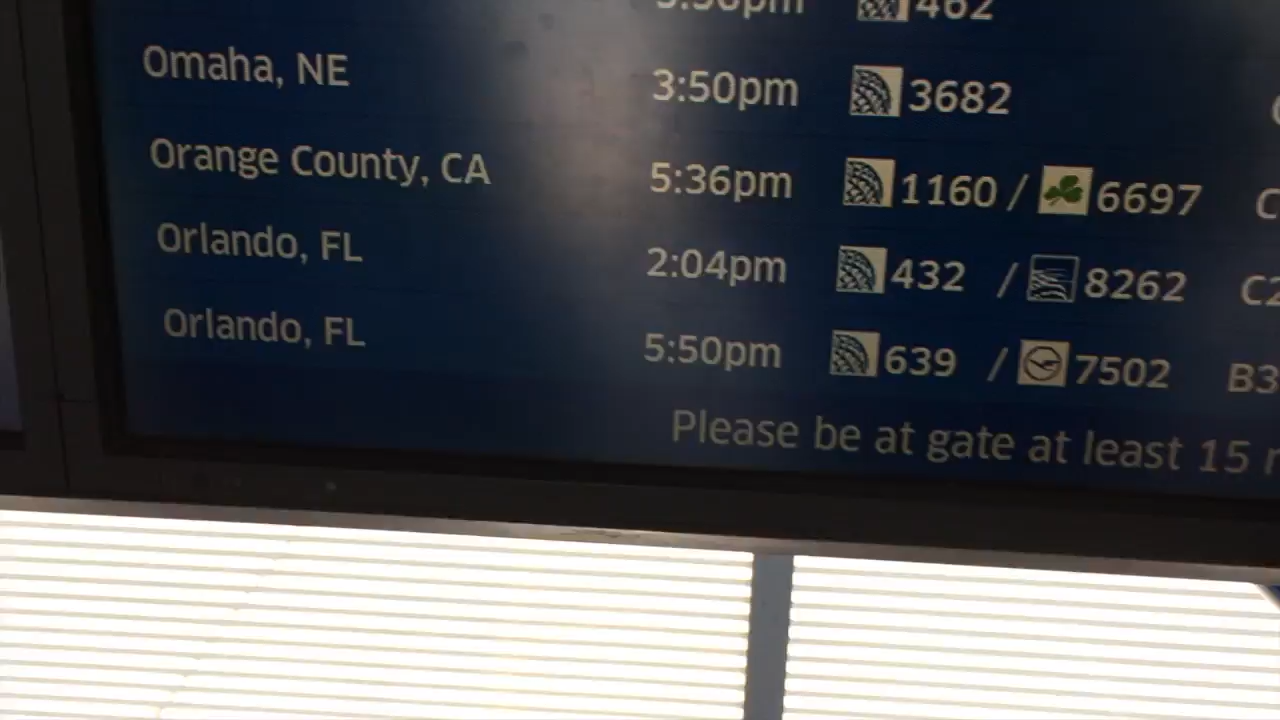 462
Omaha, NE 3:50pm 3682
Orange County, CA 5:36pm 1160 / 6697
Orlando, FL 2:04pm 432 / 8262
Orlando, FL 5:50pm 639 / 7502
Please be at gate at least 15